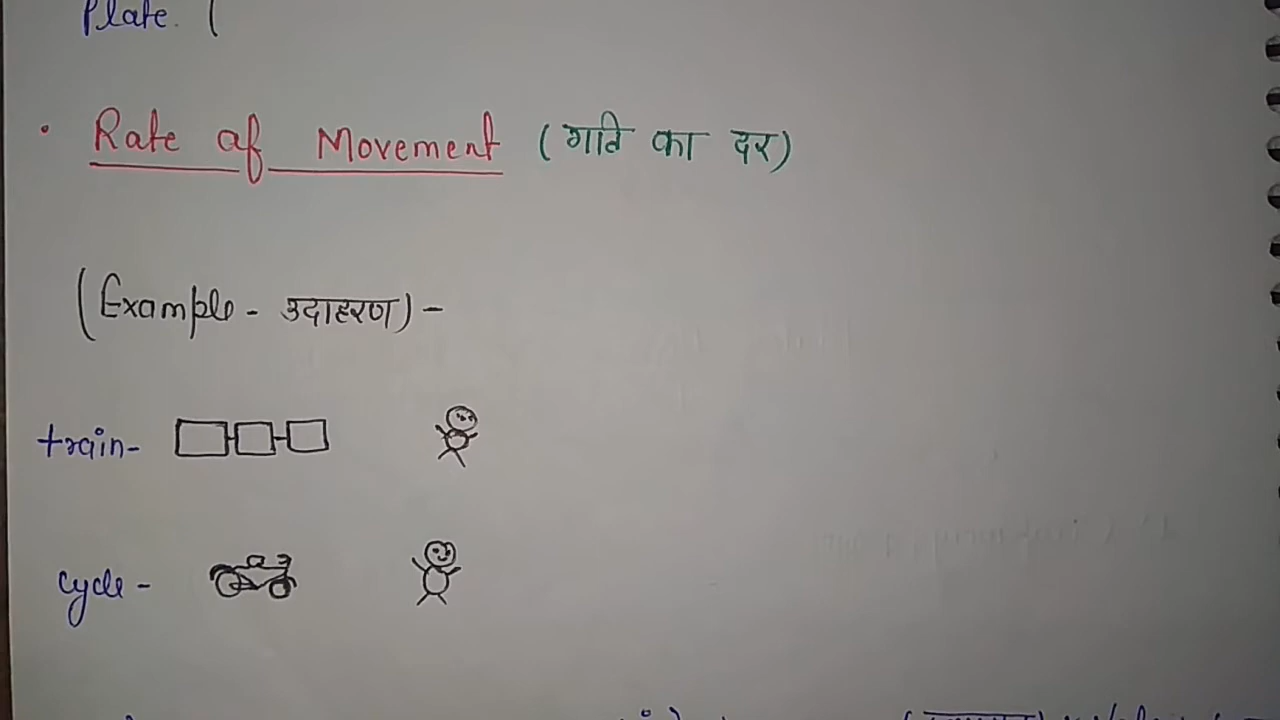 Plate. (
• Rate of Movement (गति का दर)
(Example - उदाहरण) -
train-
cycle -